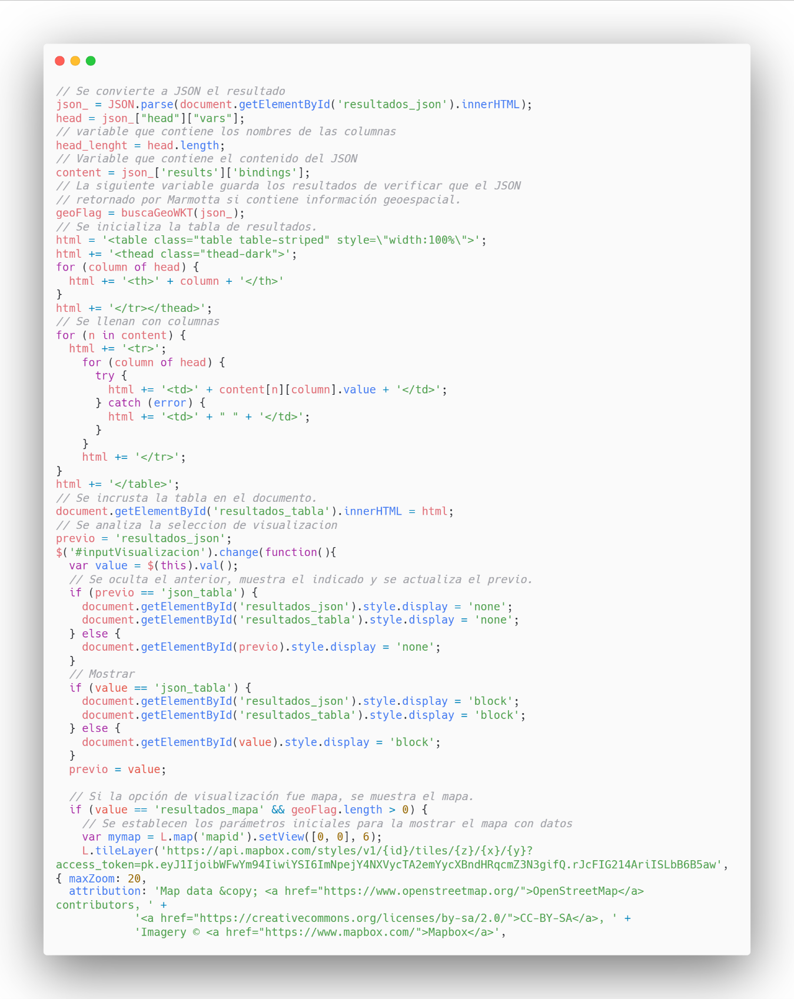 // Se convierte a JSON el resultado
json_ = JSON.parse(document.getElementById('resultados_json').innerHTML);
head = json_["head"]["vars"];
// variable que contiene los nombres de las columnas
head_lenght = head.length;
// Variable que contiene el contenido del JSON
content = json_['results']['bindings'];
// La siguiente variable guarda los resultados de verificar que el JSON
// retornado por Marmotta si contiene información geoespacial.
geoFlag = buscaGeoWKT(json_);
// Se inicializa la tabla de resultados.
html = '<table class="table table-striped" style=\"width:100%\">';
html += '<thead class="thead-dark">';
for (column of head) {
  html += '<th>' + column + '</th>'
}
html += '</tr></thead>';
// Se llenan con columnas
for (n in content) {
  html += '<tr>';
    for (column of head) {
      try {
        html += '<td>' + content[n][column].value + '</td>';
      } catch (error) {
        html += '<td>' + " " + '</td>';
      }
    }
    html += '</tr>';
}
html += '</table>';
// Se incrusta la tabla en el documento.
document.getElementById('resultados_tabla').innerHTML = html;
// Se analiza la seleccion de visualizacion
previo = 'resultados_json';
$('#inputVisualizacion').change(function(){
  var value = $(this).val();
  // Se oculta el anterior, muestra el indicado y se actualiza el previo.
  if (previo == 'json_tabla') {
    document.getElementById('resultados_json').style.display = 'none';
    document.getElementById('resultados_tabla').style.display = 'none';
  } else {
    document.getElementById(previo).style.display = 'none';
  }
  // Mostrar
  if (value == 'json_tabla') {
    document.getElementById('resultados_json').style.display = 'block';
    document.getElementById('resultados_tabla').style.display = 'block';
  } else {
    document.getElementById(value).style.display = 'block';
  }
  previo = value;

  // Si la opción de visualización fue mapa, se muestra el mapa.
  if (value == 'resultados_mapa' && geoFlag.length > 0) {
    // Se establecen los parámetros iniciales para la mostrar el mapa con datos
    var mymap = L.map('mapid').setView([0, 0], 6);
    L.tileLayer('https://api.mapbox.com/styles/v1/{id}/tiles/{z}/{x}/{y}?
access_token=pk.eyJ1IjoibWFwYm94IiwiYSI6ImNpejY4NXVycTA2emYycXBndHRqcmZ3N3gifQ.rJcFIG214AriISLbB6B5aw',
{ maxZoom: 20,
  attribution: 'Map data &copy; <a href="https://www.openstreetmap.org/">OpenStreetMap</a>
contributors, ' +
            '<a href="https://creativecommons.org/licenses/by-sa/2.0/">CC-BY-SA</a>, ' +
            'Imagery © <a href="https://www.mapbox.com/">Mapbox</a>',